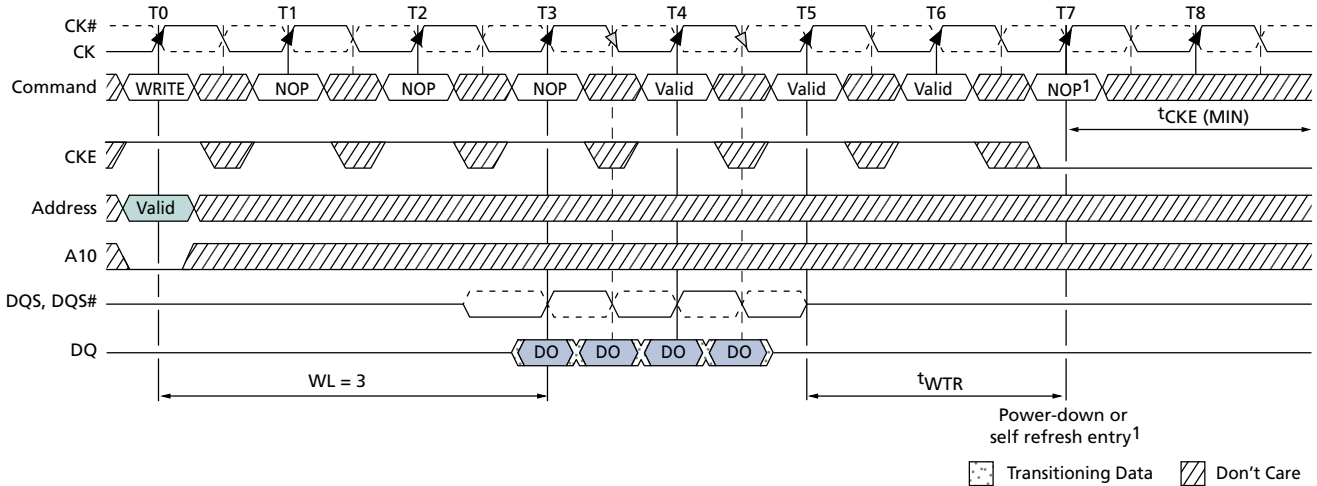 T0 T1 T2 T3 T4 T5 T6 T7 T8
CK#
CK
Command WRITE NOP NOP NOP Valid Valid Valid NOP1
tCKE (MIN)
CKE
Address Valid
A10
DQS, DQS#
DQ DO DO DO DO
WL = 3 tWTR
Power-down or
self refresh entry1
Transitioning Data Don't Care